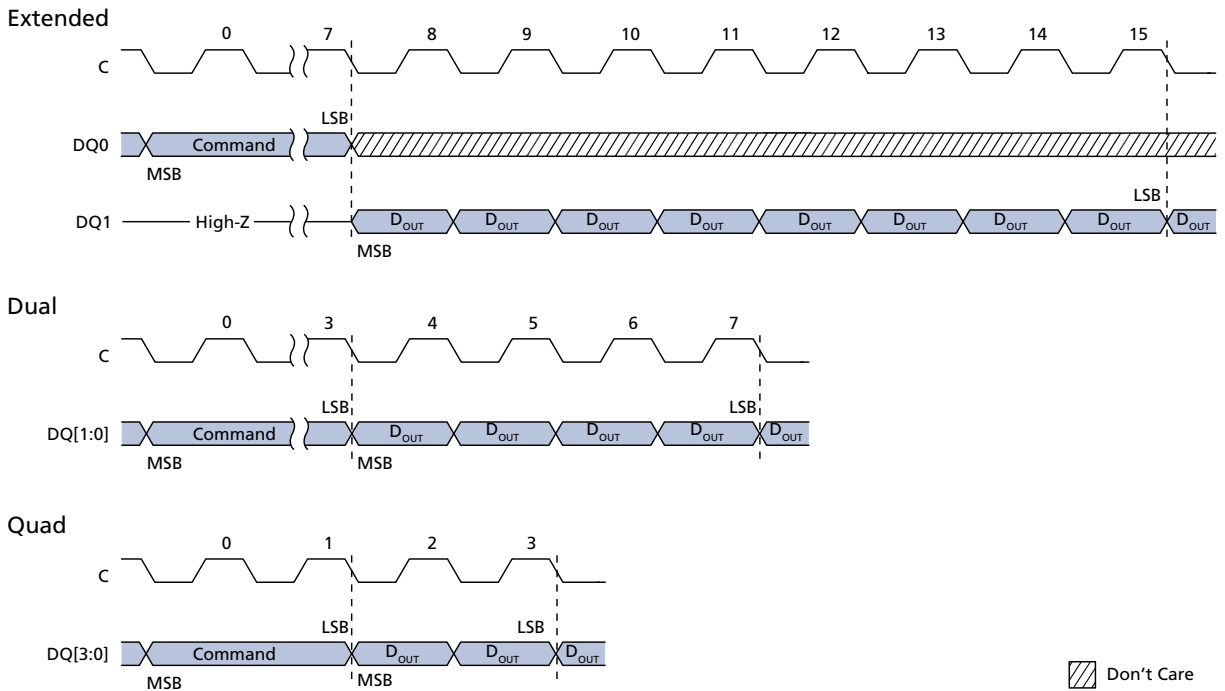 Extended
0 7 8 9 10 11 12 13 14 15
C
LSB
DQ0 Command
MSB
LSB
DQ1 High-Z DOUT DOUT DOUT DOUT DOUT DOUT DOUT DOUT DOUT
MSB
Dual
0 3 4 5 6 7
C
LSB LSB
DQ[1:0] Command DOUT DOUT DOUT DOUT DOUT
MSB MSB
Quad
0 1 2 3
C
LSB LSB
DQ[3:0] Command DOUT DOUT DOUT
MSB MSB
Don't Care